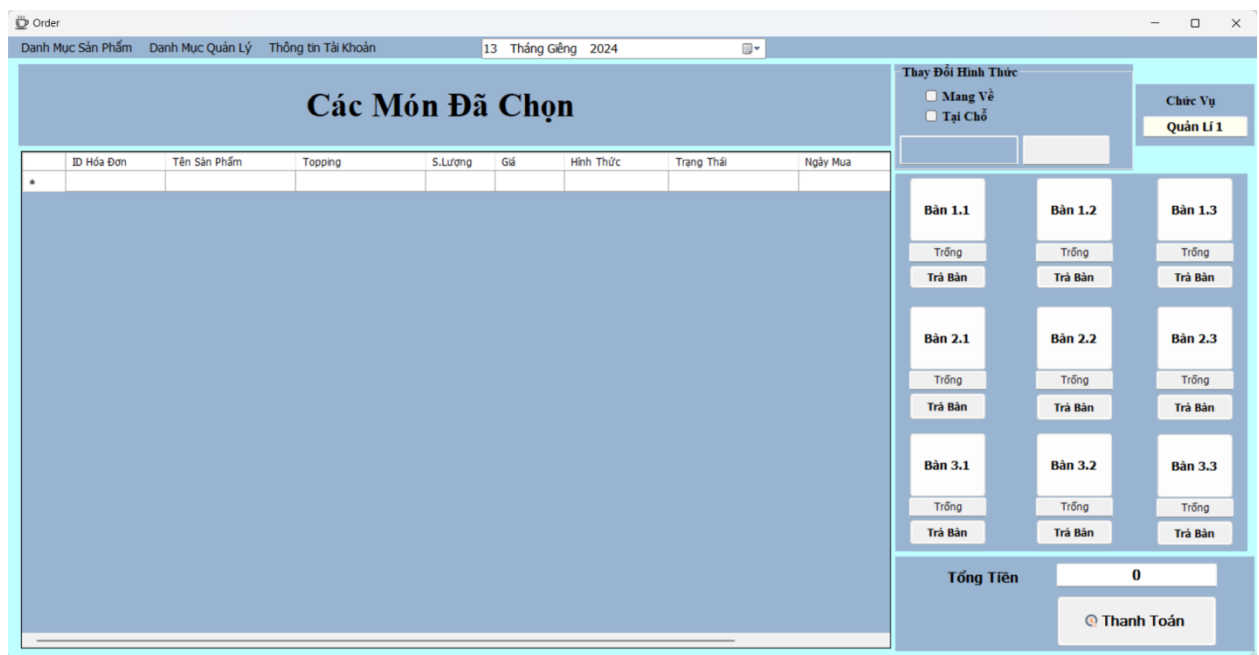 Order
Danh Mục Sản Phẩm Danh Mục Quản Lý Thông tin Tài Khoản 13 Tháng Giêng 2024
Các Món Đã Chọn
Thay Đổi Hình Thức
Mang Về
Tại Chỗ
Chức Vụ
Quản Lí 1
ID Hóa Đơn Tên Sản Phẩm Topping S.Lượng Giá Hình Thức Trạng Thái Ngày Mua
Bàn 1.1 Bàn 1.2 Bàn 1.3
Trống Trống Trống
Trả Bàn Trả Bàn Trả Bàn
Bàn 2.1 Bàn 2.2 Bàn 2.3
Trống Trống Trống
Trả Bàn Trả Bàn Trả Bàn
Bàn 3.1 Bàn 3.2 Bàn 3.3
Trống Trống Trống
Trả Bàn Trả Bàn Trả Bàn
Tổng Tiền 0
Thanh Toán